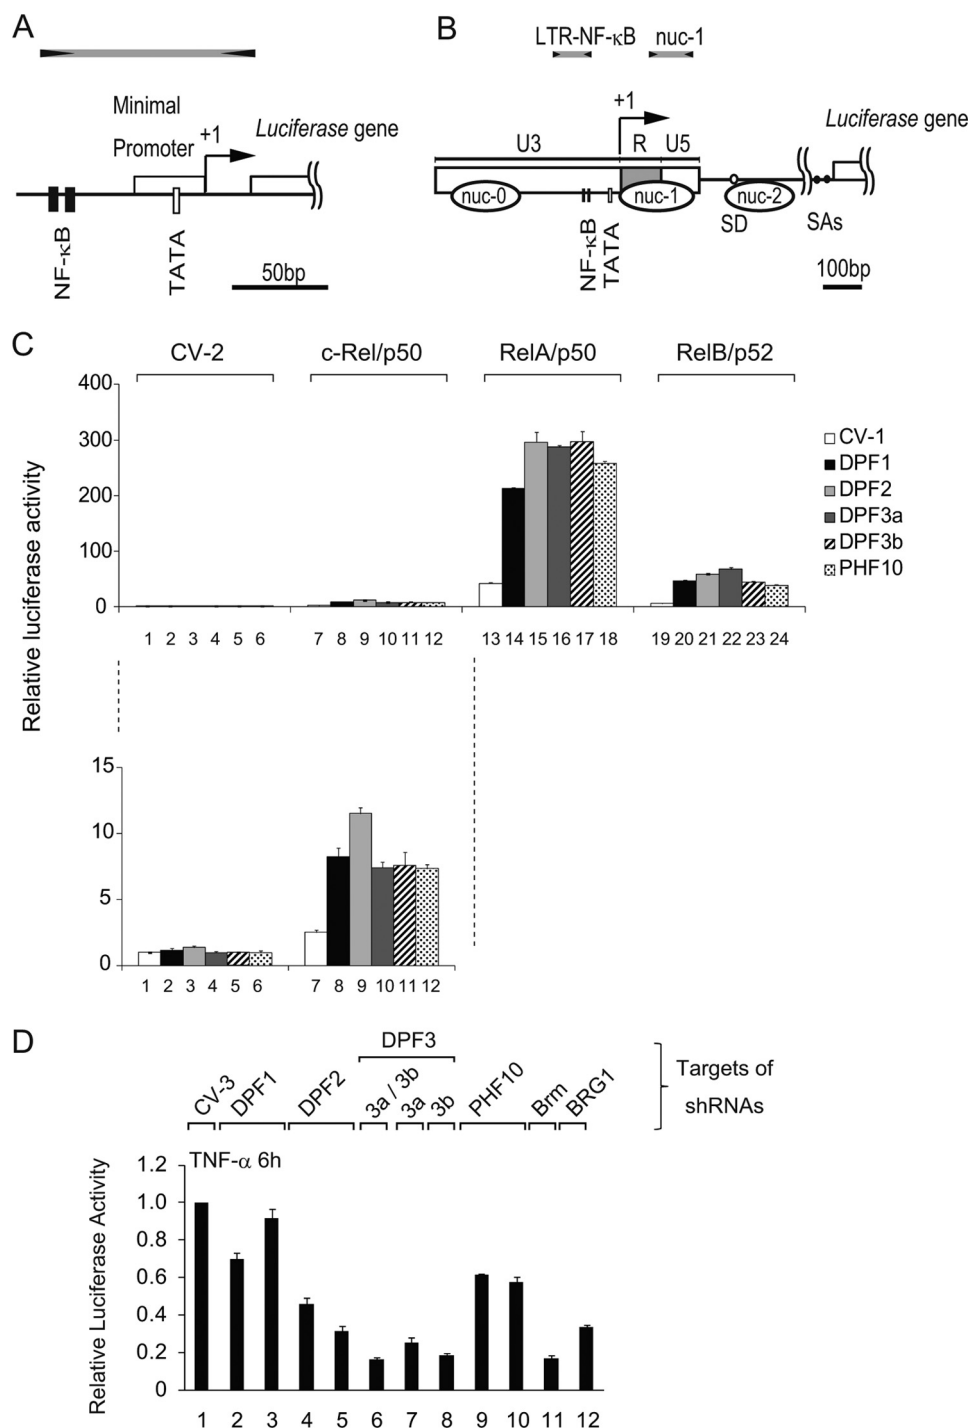 A
Minimal
Promoter
+1
Luciferase gene
NF-κB
TATA
50bp
B
LTR-NF-κB
nuc-1
+1
Luciferase gene
U3
R
U5
nuc-0
nuc-1
nuc-2
NF-κB
TATA
SD
SAs
100bp
C
CV-2
c-Rel/p50
RelA/p50
RelB/p52
Relative luciferase activity
400
300
200
100
0
1 2 3 4 5 6 7 8 9 10 11 12 13 14 15 16 17 18 19 20 21 22 23 24
CV-1
DPF1
DPF2
DPF3a
DPF3b
PHF10
15
10
5
0
1 2 3 4 5 6 7 8 9 10 11 12
D
DPF3
CV-3
DPF1
DPF2
3a / 3b
3a
3b
PHF10
Brm
BRG1
Targets of
shRNAs
TNF-α 6h
Relative Luciferase Activity
1.2
1.0
0.8
0.6
0.4
0.2
0
1 2 3 4 5 6 7 8 9 10 11 12